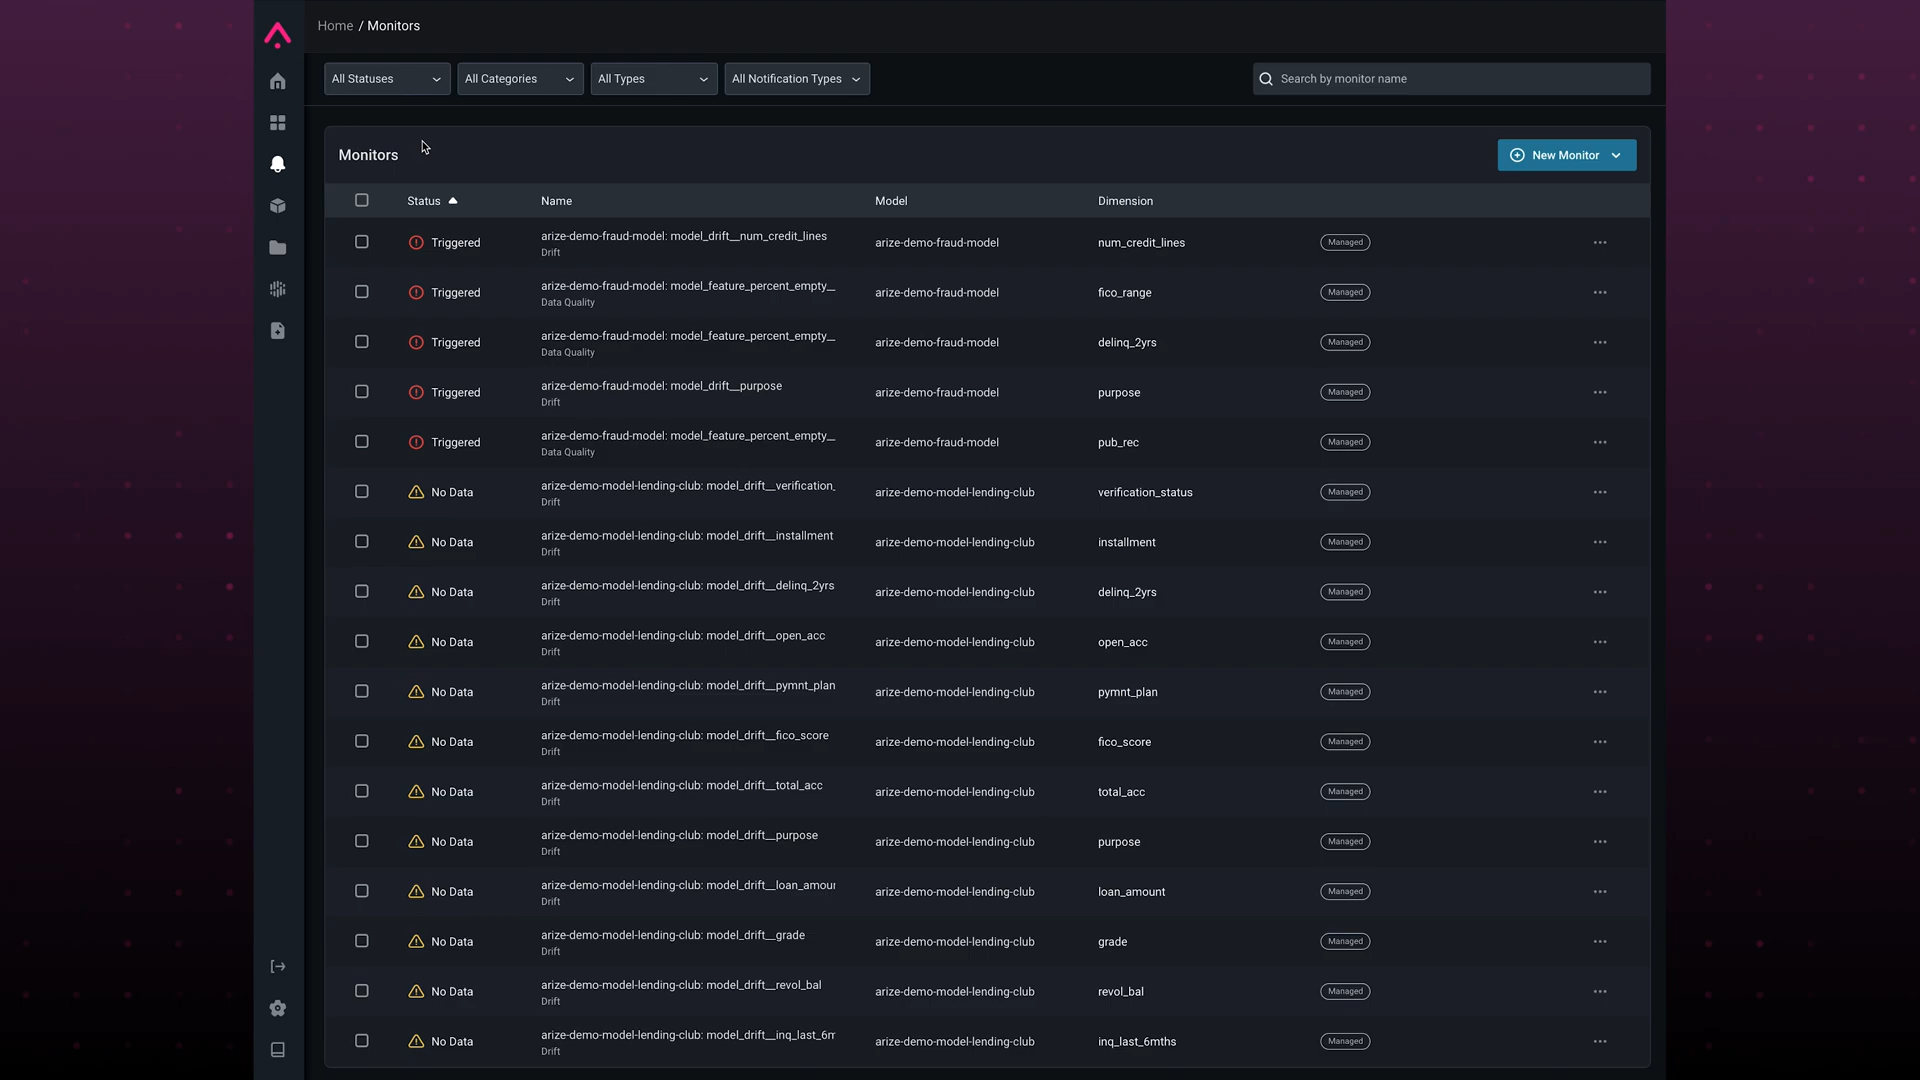 Home / Monitors
All Statuses All Categories All Types All Notification Types Search by monitor name
Monitors New Monitor
Status Name Model Dimension
Triggered arize-demo-fraud-model: model_drift__num_credit_lines arize-demo-fraud-model num_credit_lines Managed
Drift
Triggered arize-demo-fraud-model: model_feature_percent_empty__ arize-demo-fraud-model fico_range Managed
Data Quality
Triggered arize-demo-fraud-model: model_feature_percent_empty__ arize-demo-fraud-model delinq_2yrs Managed
Data Quality
Triggered arize-demo-fraud-model: model_drift__purpose arize-demo-fraud-model purpose Managed
Drift
Triggered arize-demo-fraud-model: model_feature_percent_empty__ arize-demo-fraud-model pub_rec Managed
Data Quality
No Data arize-demo-model-lending-club: model_drift__verification_ arize-demo-model-lending-club verification_status Managed
Drift
No Data arize-demo-model-lending-club: model_drift__installment arize-demo-model-lending-club installment Managed
Drift
No Data arize-demo-model-lending-club: model_drift__delinq_2yrs arize-demo-model-lending-club delinq_2yrs Managed
Drift
No Data arize-demo-model-lending-club: model_drift__open_acc arize-demo-model-lending-club open_acc Managed
Drift
No Data arize-demo-model-lending-club: model_drift__pymnt_plan arize-demo-model-lending-club pymnt_plan Managed
Drift
No Data arize-demo-model-lending-club: model_drift__fico_score arize-demo-model-lending-club fico_score Managed
Drift
No Data arize-demo-model-lending-club: model_drift__total_acc arize-demo-model-lending-club total_acc Managed
Drift
No Data arize-demo-model-lending-club: model_drift__purpose arize-demo-model-lending-club purpose Managed
Drift
No Data arize-demo-model-lending-club: model_drift__loan_amou arize-demo-model-lending-club loan_amount Managed
Drift
No Data arize-demo-model-lending-club: model_drift__grade arize-demo-model-lending-club grade Managed
Drift
No Data arize-demo-model-lending-club: model_drift__revol_bal arize-demo-model-lending-club revol_bal Managed
Drift
No Data arize-demo-model-lending-club: model_drift__inq_last_6m arize-demo-model-lending-club inq_last_6mths Managed
Drift